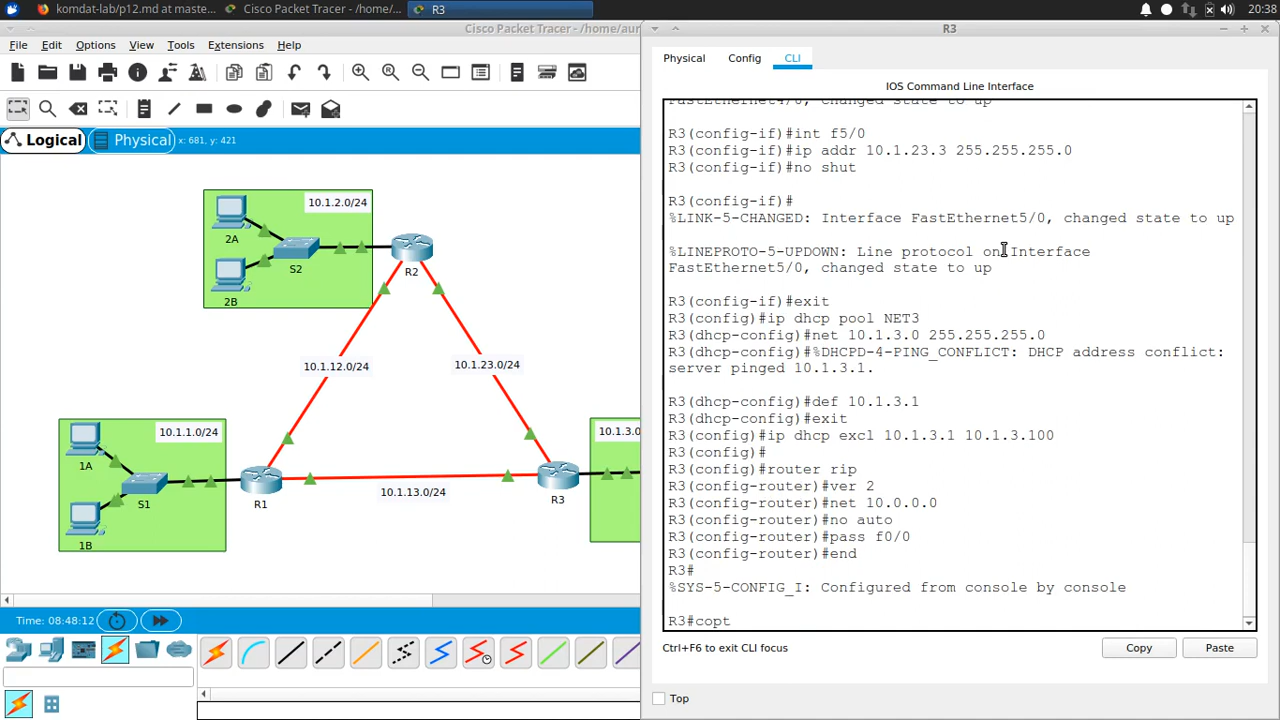 komdat-lab/p12.md at maste...
Cisco Packet Tracer - /home/...
R3
20:38
Cisco Packet Tracer - /home/aur
R3
File Edit Options View Tools Extensions Help
Logical
Physical
x: 681, y: 421
10.1.2.0/24
2A
S2
2B
R2
10.1.12.0/24
10.1.23.0/24
10.1.1.0/24
10.1.3.0
1A
S1
1B
R1
10.1.13.0/24
R3
08:48:12
Physical Config CLI
IOS Command Line Interface
FastEthernet4/0, changed state to up
R3(config-if)#int f5/0
R3(config-if)#ip addr 10.1.23.3 255.255.255.0
R3(config-if)#no shut
R3(config-if)#
%LINK-5-CHANGED: Interface FastEthernet5/0, changed state to up
%LINEPROTO-5-UPDOWN: Line protocol on Interface
FastEthernet5/0, changed state to up
R3(config-if)#exit
R3(config)#ip dhcp pool NET3
R3(dhcp-config)#net 10.1.3.0 255.255.255.0
R3(dhcp-config)#%DHCPD-4-PING_CONFLICT: DHCP address conflict:
server pinged 10.1.3.1.
R3(dhcp-config)#def 10.1.3.1
R3(dhcp-config)#exit
R3(config)#ip dhcp excl 10.1.3.1 10.1.3.100
R3(config)#
R3(config)#router rip
R3(config-router)#ver 2
R3(config-router)#net 10.0.0.0
R3(config-router)#no auto
R3(config-router)#pass f0/0
R3(config-router)#end
R3#
%SYS-5-CONFIG_I: Configured from console by console
R3#copt
Ctrl+F6 to exit CLI focus
Copy
Paste
Top